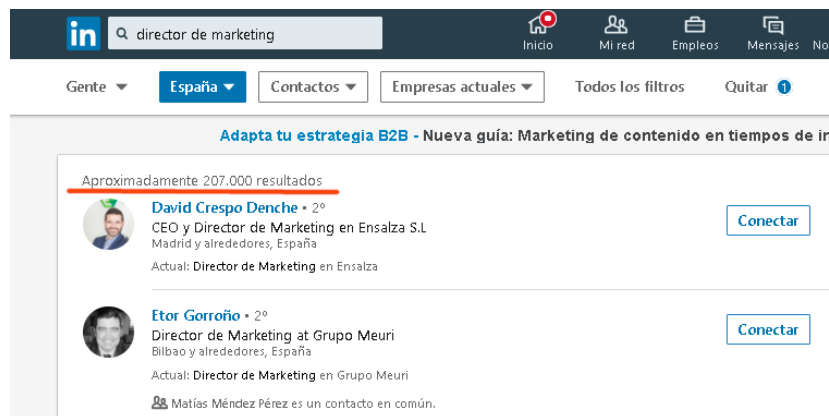 in director de marketing
Inicio Mi red Empleos Mensajes No
Gente España Contactos Empresas actuales Todos los filtros Quitar 1
Adapta tu estrategia B2B - Nueva guía: Marketing de contenido en tiempos de in
Aproximadamente 207.000 resultados
David Crespo Denche • 2º
CEO y Director de Marketing en Ensalza S.L
Conectar
Madrid y alrededores, España
Actual: Director de Marketing en Ensalza
Etor Gorroño • 2º
Director de Marketing at Grupo Meuri
Conectar
Bilbao y alrededores, España
Actual: Director de Marketing en Grupo Meuri
Matías Méndez Pérez es un contacto en común.